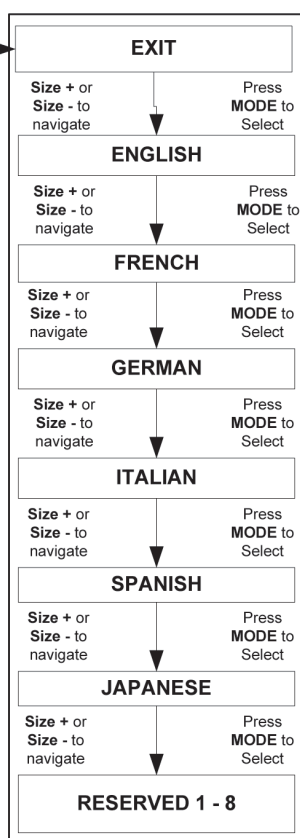 EXIT
Size + or
Size - to
navigate
Press
MODE to
Select
ENGLISH
Size + or
Size - to
navigate
Press
MODE to
Select
FRENCH
Size + or
Size - to
navigate
Press
MODE to
Select
GERMAN
Size + or
Size - to
navigate
Press
MODE to
Select
ITALIAN
Size + or
Size - to
navigate
Press
MODE to
Select
SPANISH
Size + or
Size - to
navigate
Press
MODE to
Select
JAPANESE
Size + or
Size - to
navigate
Press
MODE to
Select
RESERVED 1 - 8